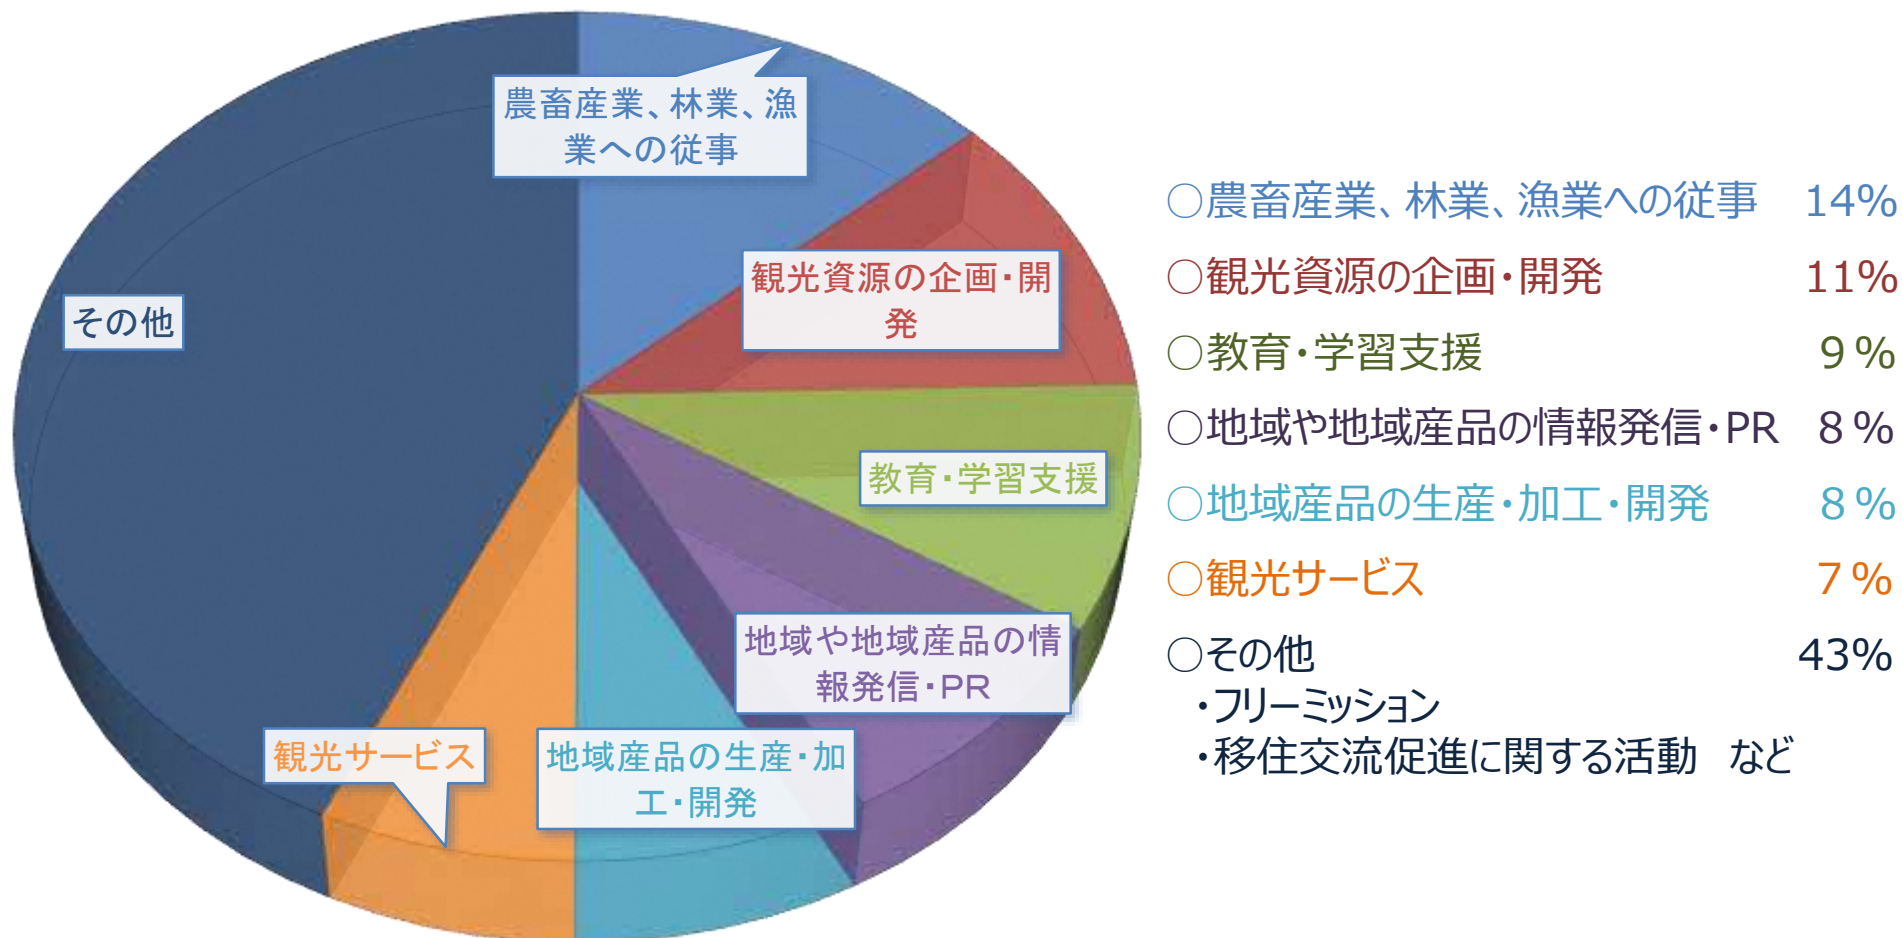 農畜産業、林業、漁
業への従事
観光資源の企画・開
発
その他
教育・学習支援
地域や地域産品の情
報発信・PR
観光サービス
地域産品の生産・加
工・開発
○農畜産業、林業、漁業への従事 14%
○観光資源の企画・開発 11%
○教育・学習支援 9%
○地域や地域産品の情報発信・PR 8%
○地域産品の生産・加工・開発 8%
○観光サービス 7%
○その他 43%
・フリーミッション
・移住交流促進に関する活動 など